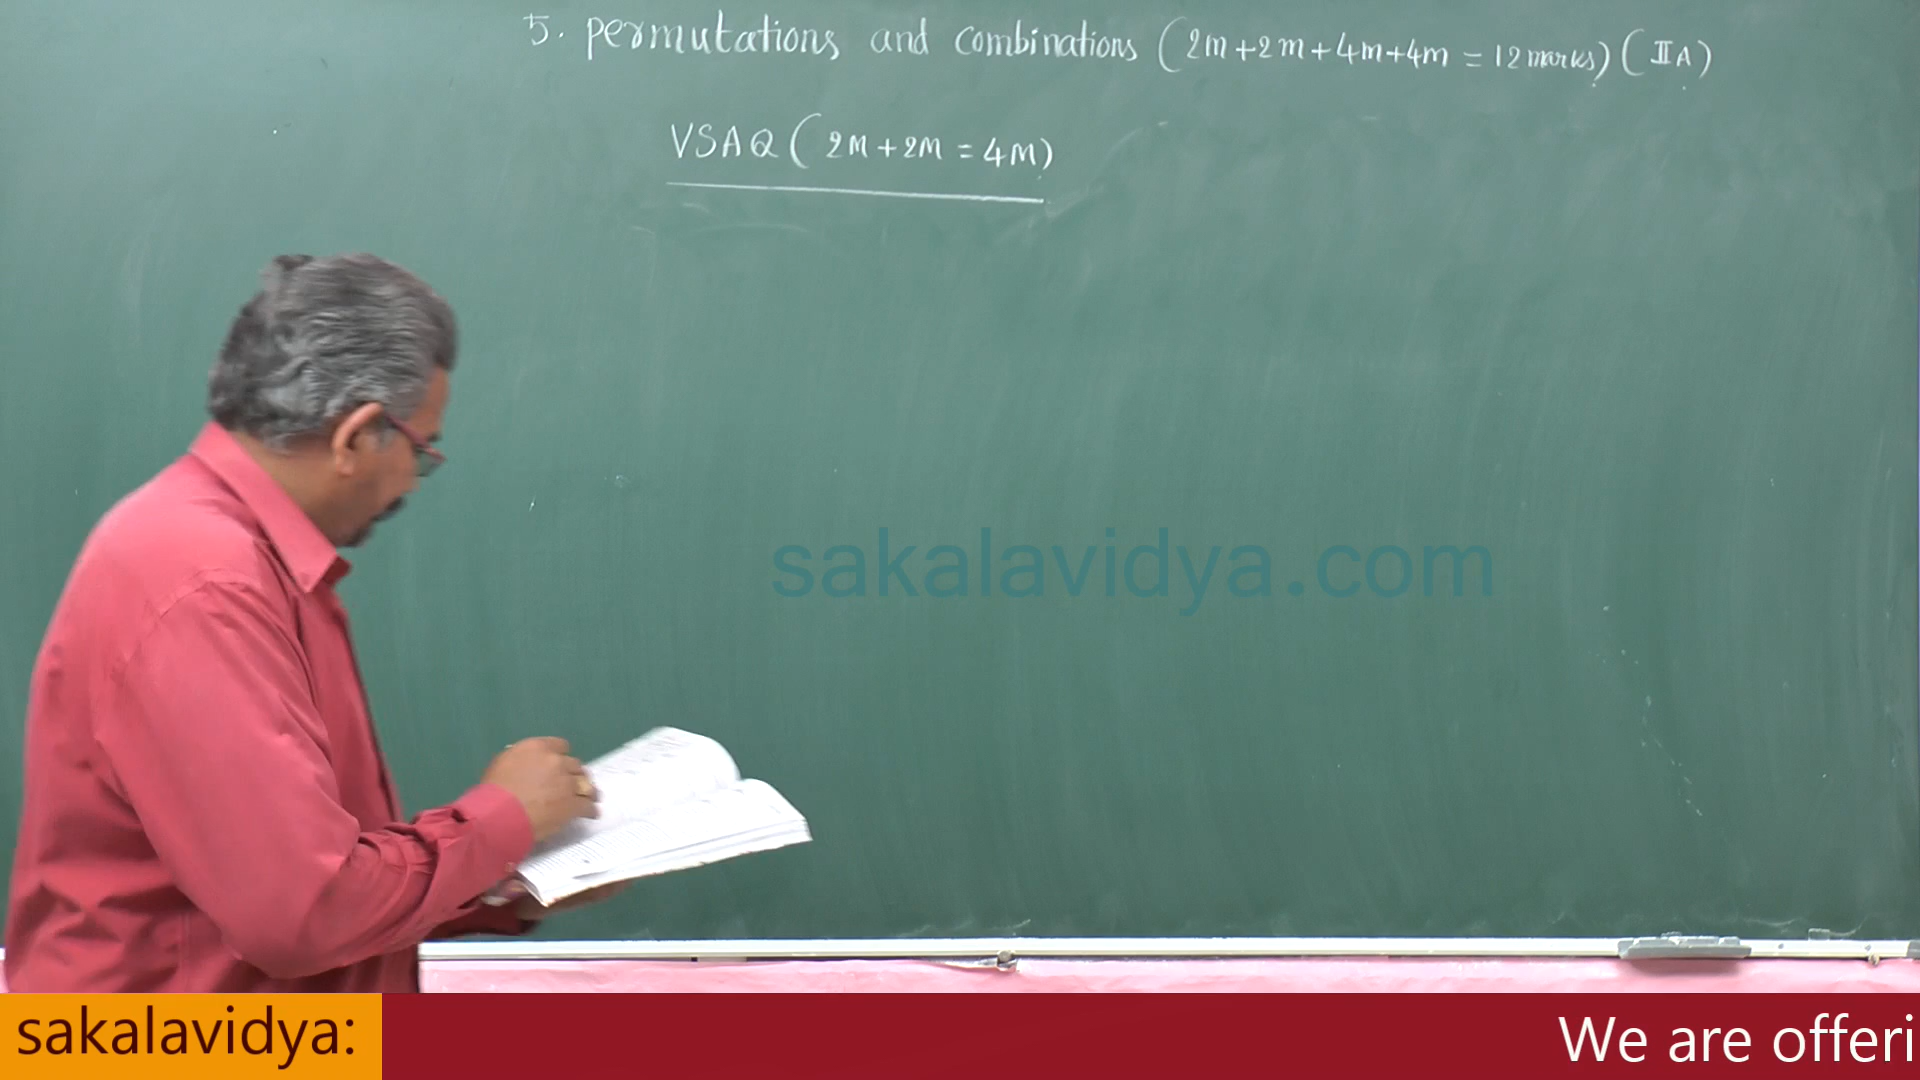 5. permutations and combinations (2m+2m+4m+4m = 12 marks) (II A)
VSAQ (2M+2M = 4M)
sakalavidya.com
sakalavidya:
We are offeri